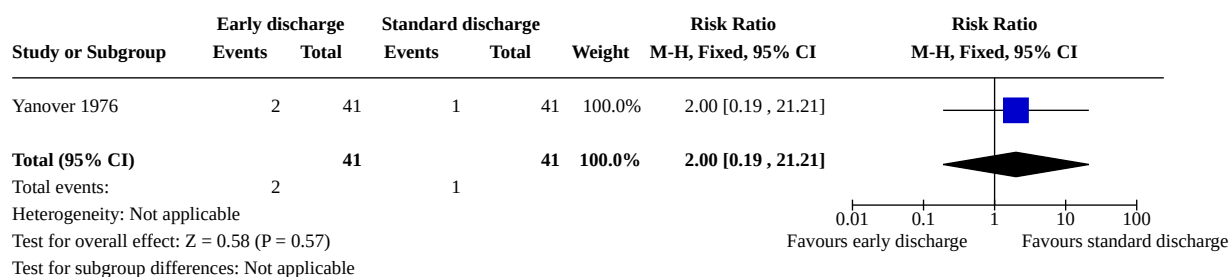 Early discharge Standard discharge Risk Ratio Risk Ratio
Study or Subgroup Events Total Events Total Weight M-H, Fixed, 95% CI M-H, Fixed, 95% CI
Yanover 1976 2 41 1 41 100.0% 2.00 [0.19 , 21.21]
Total (95% CI) 41 41 100.0% 2.00 [0.19 , 21.21]
Total events: 2 1
Heterogeneity: Not applicable
0.01 0.1 1 10 100
Test for overall effect: Z = 0.58 (P = 0.57)
Favours early discharge Favours standard discharge
Test for subgroup differences: Not applicable